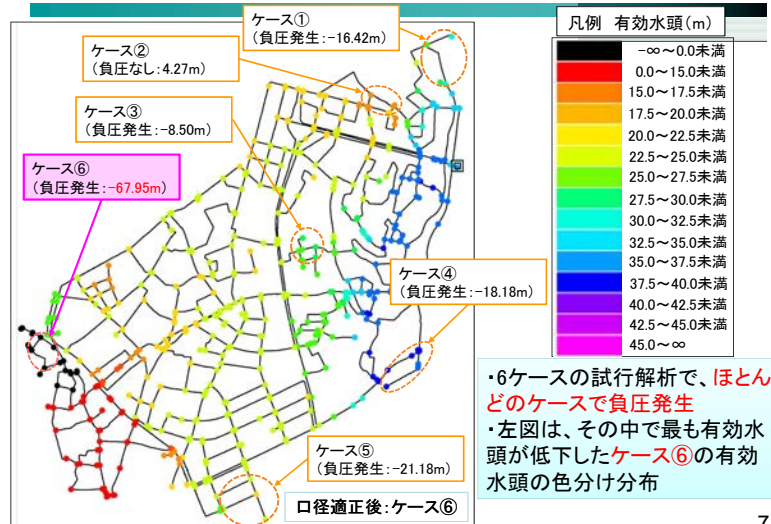 ケース①
(負圧発生:-16.42m)
ケース②
(負圧なし:4.27m)
ケース③
(負圧発生:-8.50m)
ケース⑥
(負圧発生:-67.95m)
ケース④
(負圧発生:-18.18m)
ケース⑤
(負圧発生:-21.18m)
口径適正後:ケース⑥
凡例 有効水頭(m)
-∞~0.0未満
0.0~15.0未満
15.0~17.5未満
17.5~20.0未満
20.0~22.5未満
22.5~25.0未満
25.0~27.5未満
27.5~30.0未満
30.0~32.5未満
32.5~35.0未満
35.0~37.5未満
37.5~40.0未満
40.0~42.5未満
42.5~45.0未満
45.0~∞
・6ケースの試行解析で、ほとん
どのケースで負圧発生
・左図は、その中で最も有効水
頭が低下したケース⑥の有効
水頭の色分け分布
7